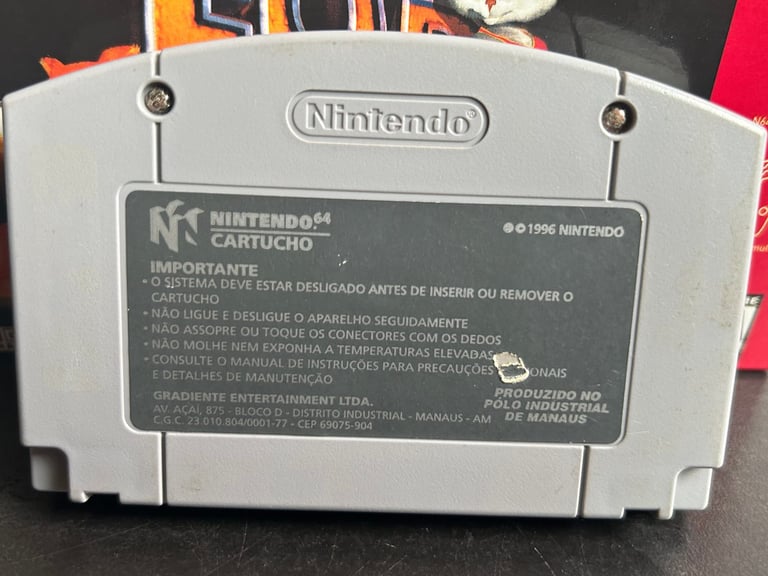 Nintendo®
NINTENDO.64
CARTUCHO
®©1996 NINTENDO
IMPORTANTE
• O SISTEMA DEVE ESTAR DESLIGADO ANTES DE INSERIR OU REMOVER O
CARTUCHO
• NÃO LIGUE E DESLIGUE O APARELHO SEGUIDAMENTE
• NÃO ASSOPRE OU TOQUE OS CONECTORES COM OS DEDOS
• NÃO MOLHE NEM EXPONHA A TEMPERATURAS ELEVADAS
• CONSULTE O MANUAL DE INSTRUÇÕES PARA PRECAUÇÕES
E DETALHES DE MANUTENÇÃO
GRADIENTE ENTERTAINMENT LTDA.
AV. AÇAÍ, 875 - BLOCO D - DISTRITO INDUSTRIAL - MANAUS - AM
C.G.C. 23.010.804/0001-77 - CEP 69075-904
PRODUZIDO NO
PÓLO INDUSTRIAL
DE MANAUS